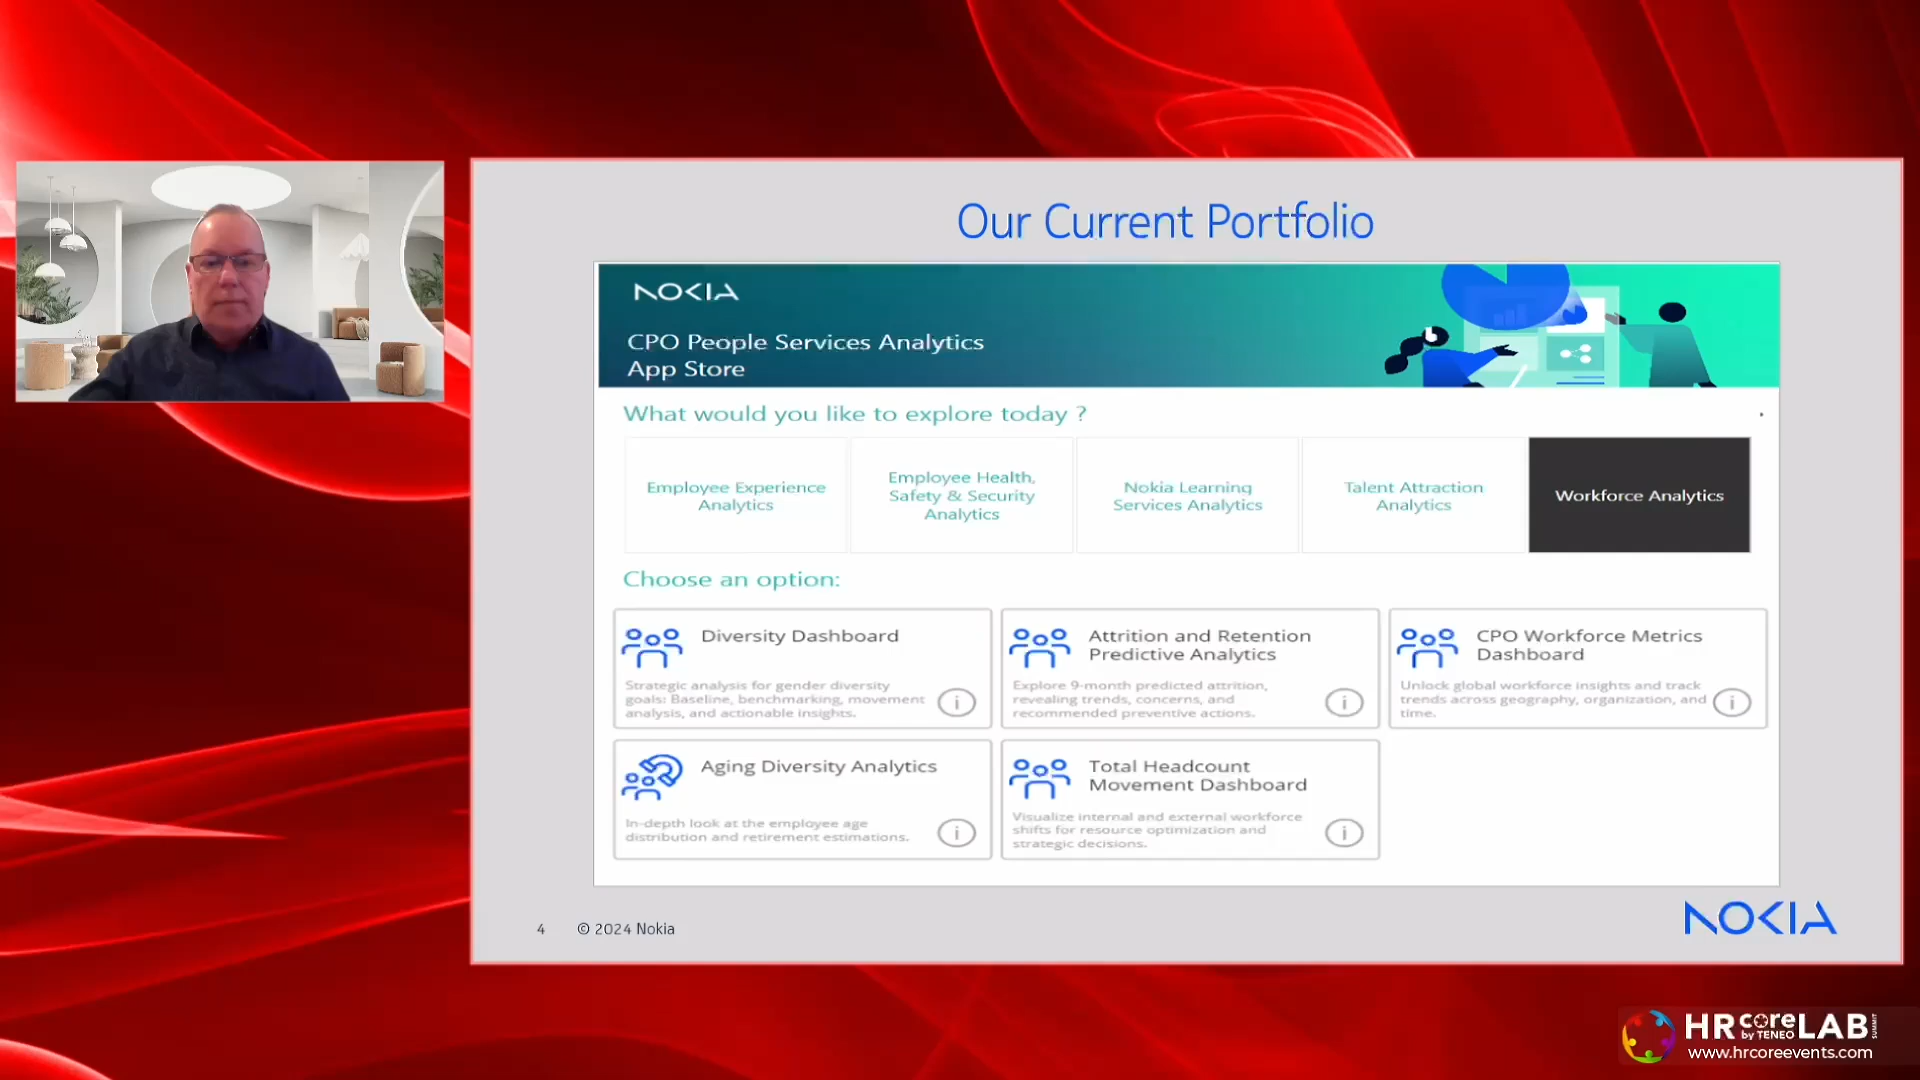 Our Current Portfolio
NOKIA
CPO People Services Analytics
App Store
What would you like to explore today ?
Employee Experience
Analytics
Employee Health,
Safety & Security
Analytics
Nokia Learning
Services Analytics
Talent Attraction
Analytics
Workforce Analytics
Choose an option:
Diversity Dashboard
Strategic analysis for gender diversity
goals: Baseline, benchmarking, movement
analysis, and actionable insights.
i
Attrition and Retention
Predictive Analytics
Explore 9-month predicted attrition,
revealing trends, concerns, and
recommended preventive actions.
i
CPO Workforce Metrics
Dashboard
Unlock global workforce insights and track
trends across geography, organization, and
time.
i
Aging Diversity Analytics
In-depth look at the employee age
distribution and retirement estimations.
i
Total Headcount
Movement Dashboard
Visualize internal and external workforce
shifts for resource optimization and
strategic decisions.
i
4 © 2024 Nokia
NOKIA
HRcoreLAB SUMMIT
by TENEO
www.hrcoreevents.com